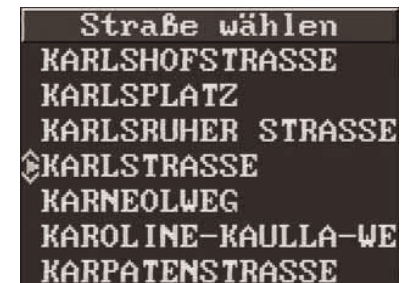 Straße wählen
KARLSHOFSTRASSE
KARLSPLATZ
KARLSRUHER STRASSE
KARLSTRASSE
KARNEOLWEG
KAROLINE-KAULLA-WE
KARPATENSTRASSE